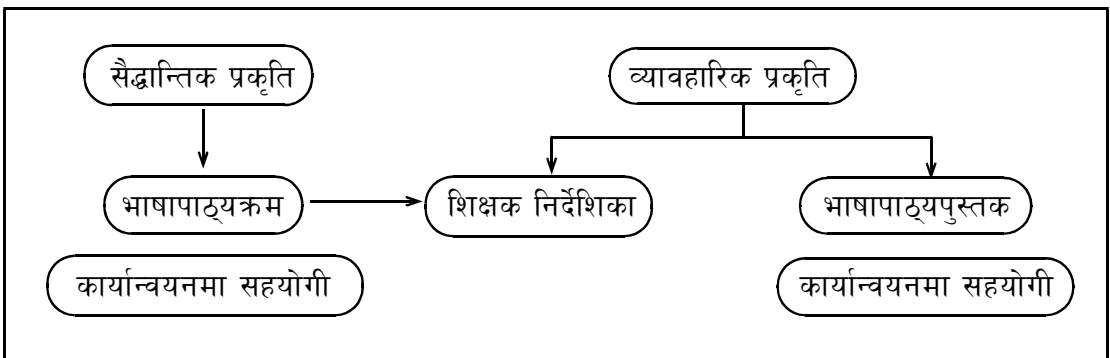 सैद्धान्तिक प्रकृति
व्यावहारिक प्रकृति
भाषापाठ्यक्रम
शिक्षक निर्देशिका
भाषापाठ्यपुस्तक
कार्यान्वयनमा सहयोगी
कार्यान्वयनमा सहयोगी